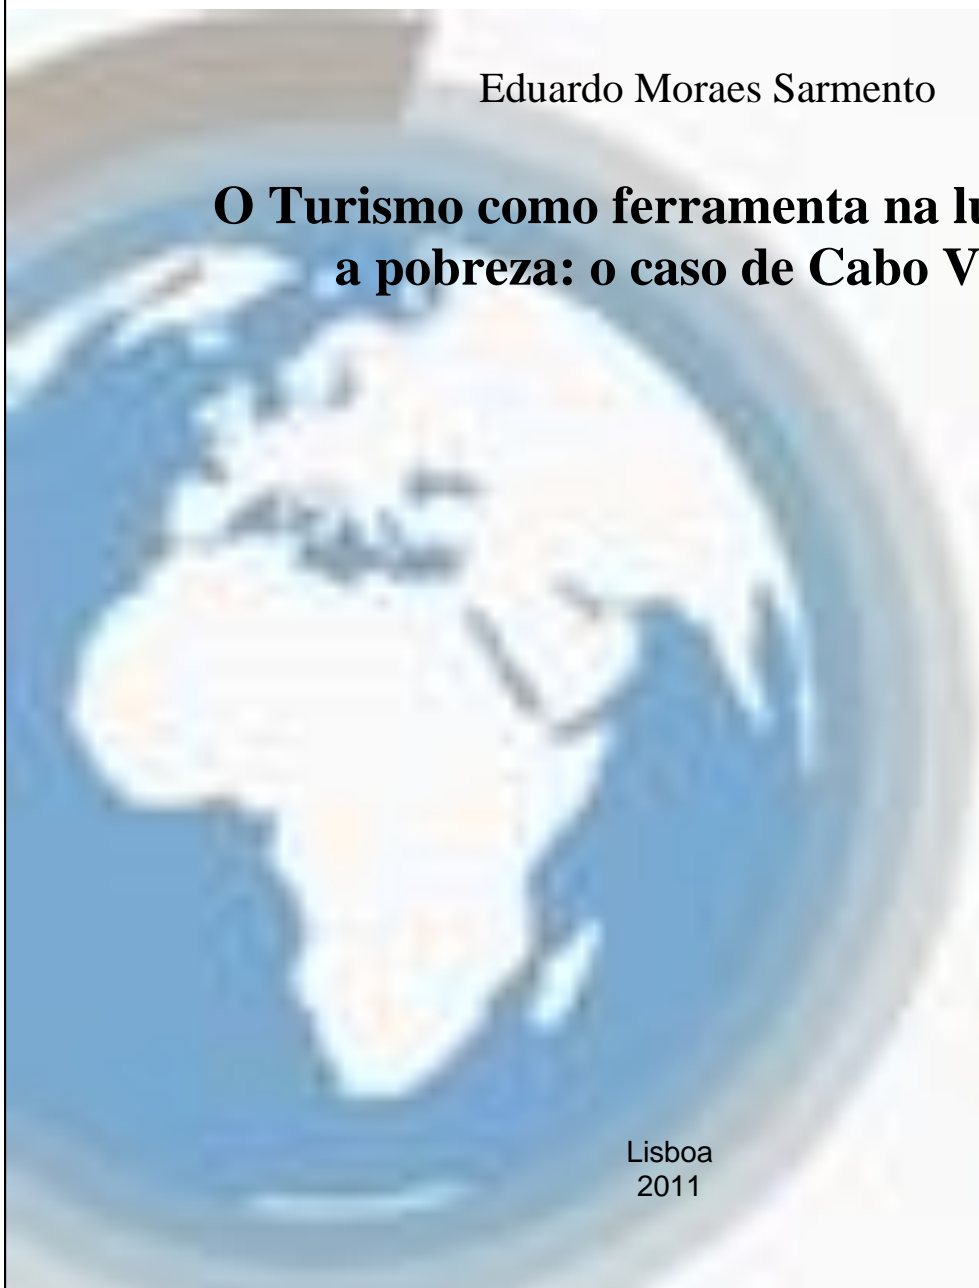 Eduardo Moraes Sarmento
O Turismo como ferramenta na lu
a pobreza: o caso de Cabo V
Lisboa
2011